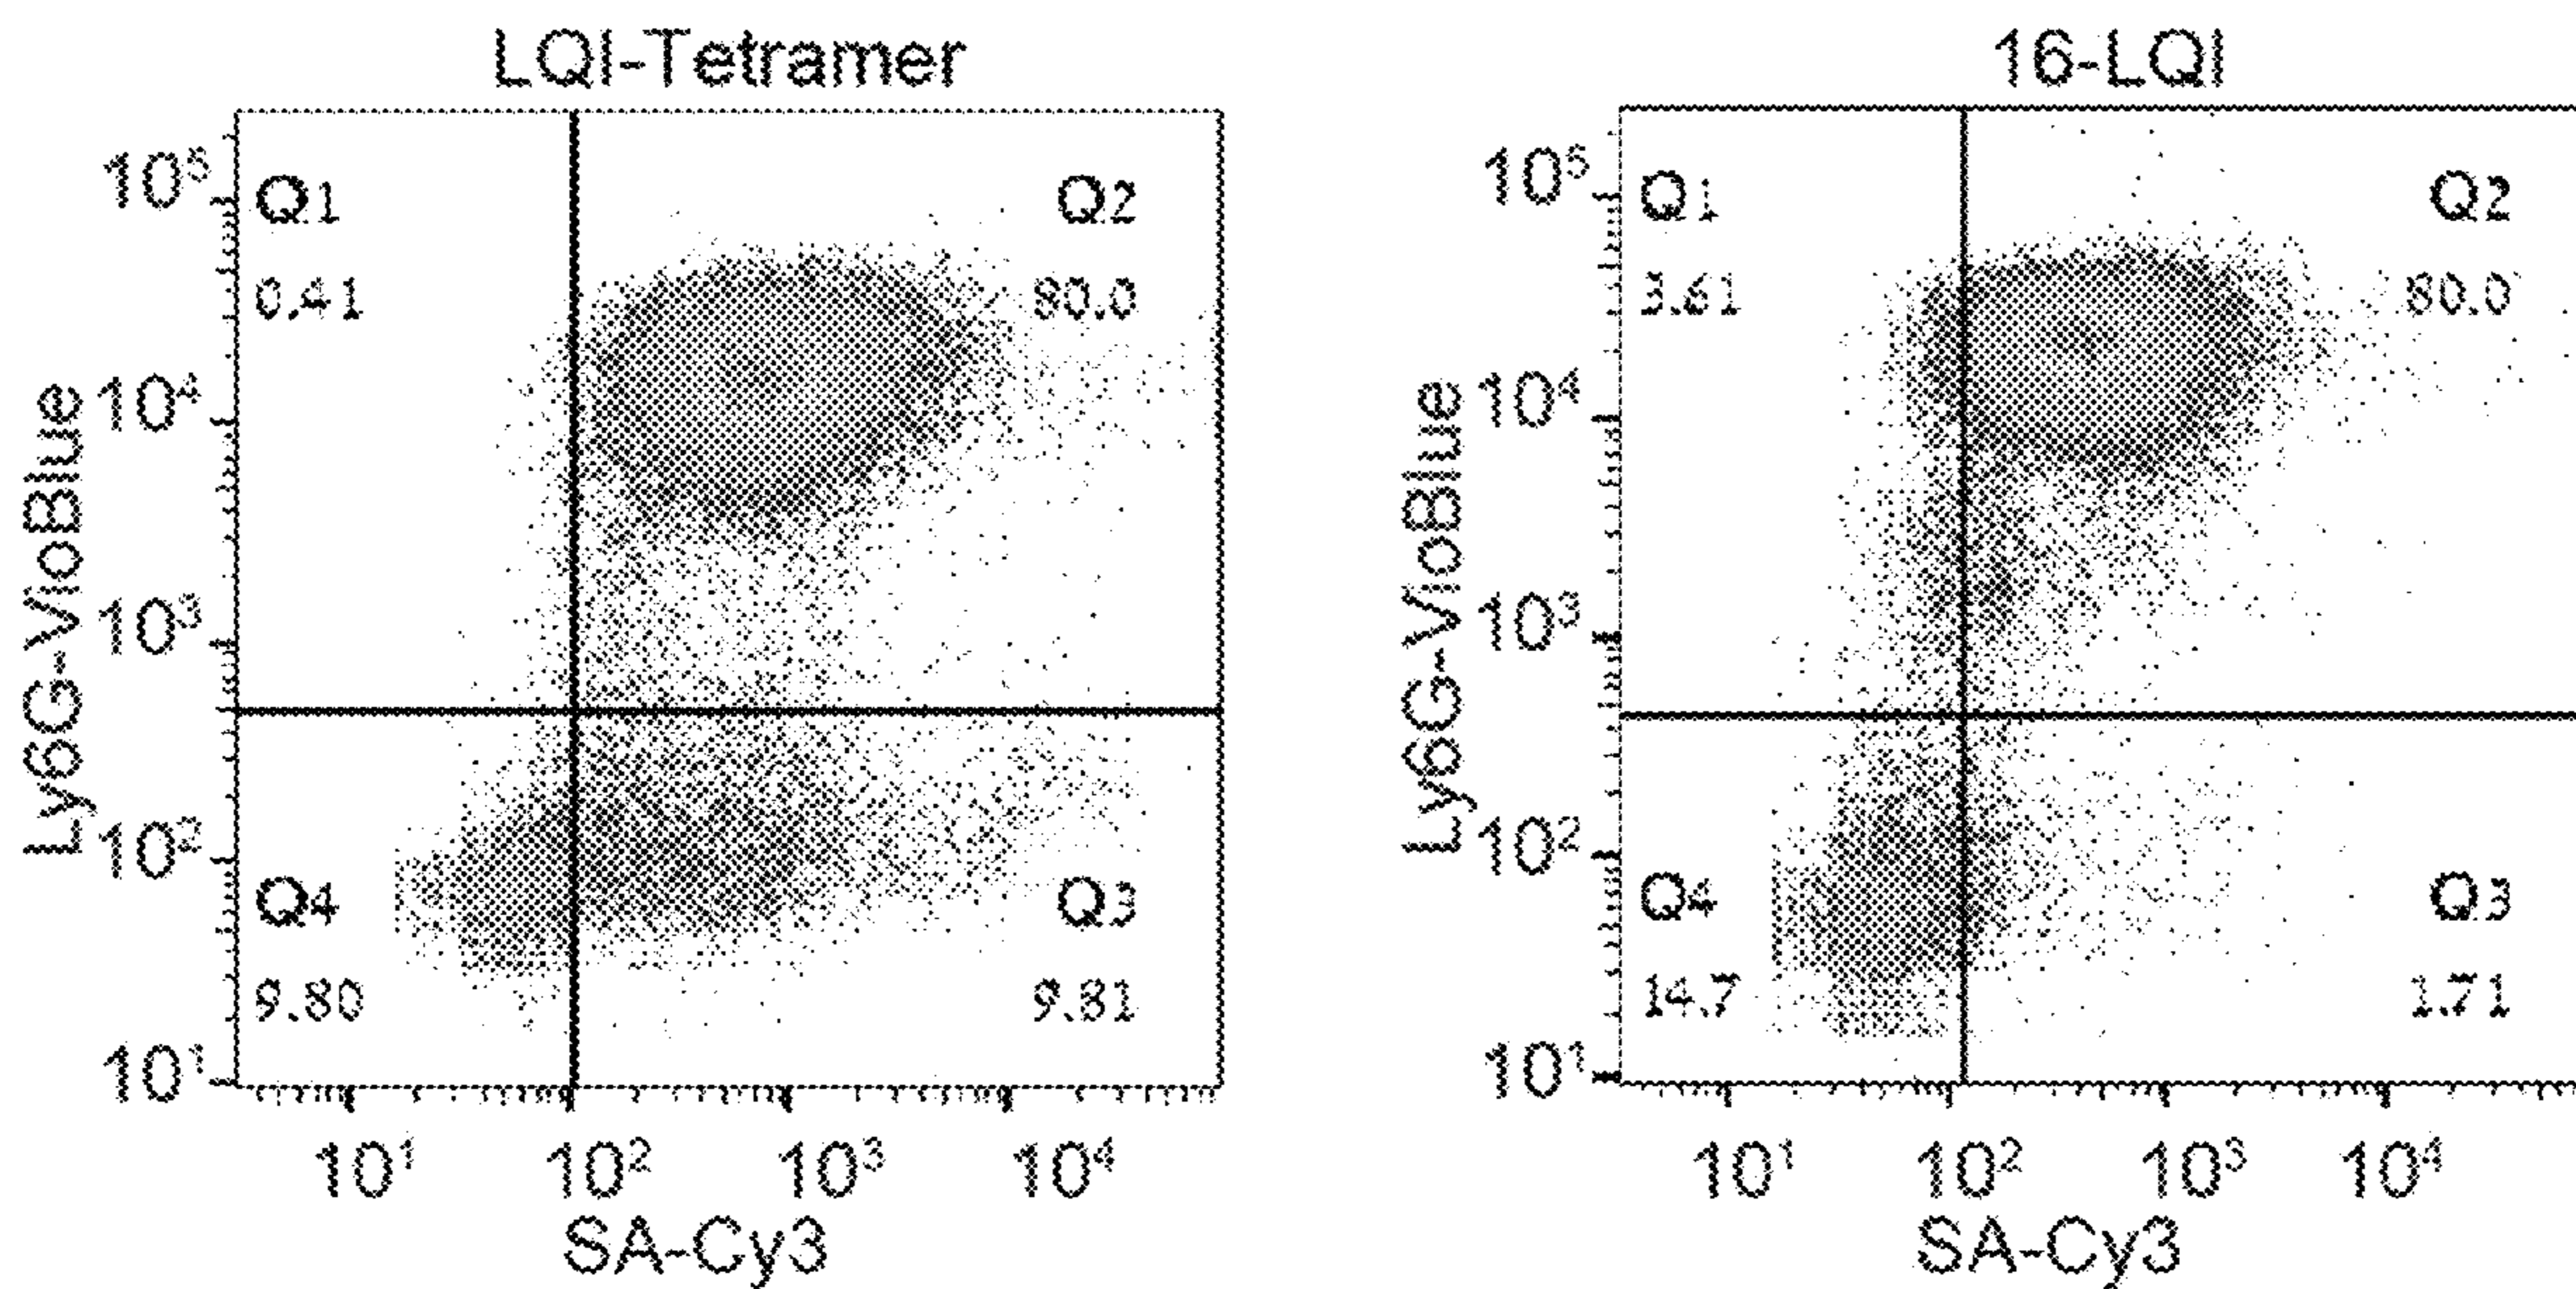 LQI-Tetramer
10⁵
Q1
Q2
0.41
80.0
10⁴
Ly6G-VioBlue
10³
10²
Q4
Q3
9.80
9.81
10¹
10¹ 10² 10³ 10⁴
SA-Cy3
16-LQI
10⁵
Q1
Q2
3.61
80.0
10⁴
Ly6G-VioBlue
10³
10²
Q4
Q3
14.7
1.71
10¹
10¹ 10² 10³ 10⁴
SA-Cy3